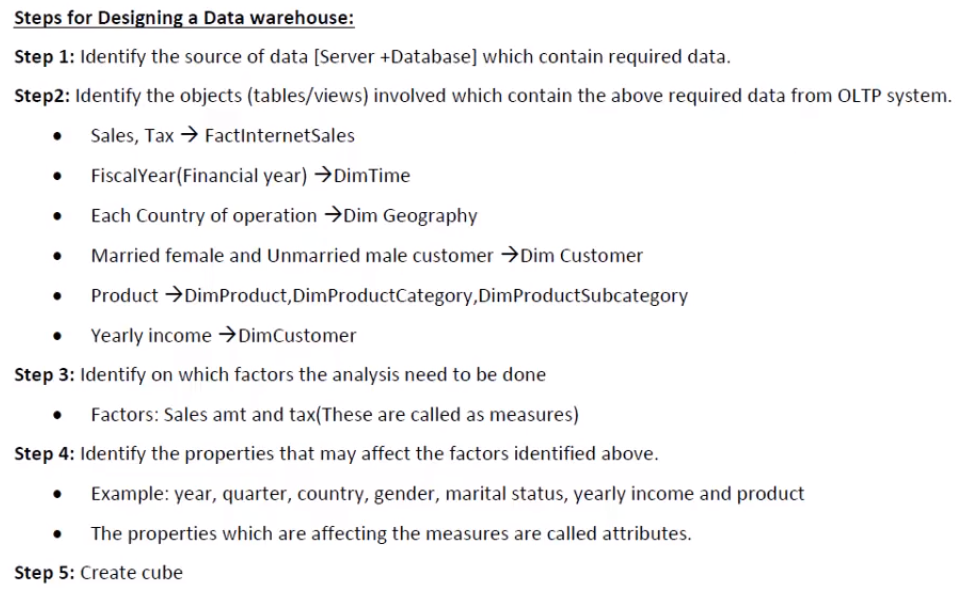 Steps for Designing a Data warehouse:
Step 1: Identify the source of data [Server +Database] which contain required data.
Step2: Identify the objects (tables/views) involved which contain the above required data from OLTP system.
• Sales, Tax → FactInternetSales
• FiscalYear(Financial year) →DimTime
• Each Country of operation →Dim Geography
• Married female and Unmarried male customer →Dim Customer
• Product →DimProduct,DimProductCategory,DimProductSubcategory
• Yearly income →DimCustomer
Step 3: Identify on which factors the analysis need to be done
• Factors: Sales amt and tax(These are called as measures)
Step 4: Identify the properties that may affect the factors identified above.
• Example: year, quarter, country, gender, marital status, yearly income and product
• The properties which are affecting the measures are called attributes.
Step 5: Create cube